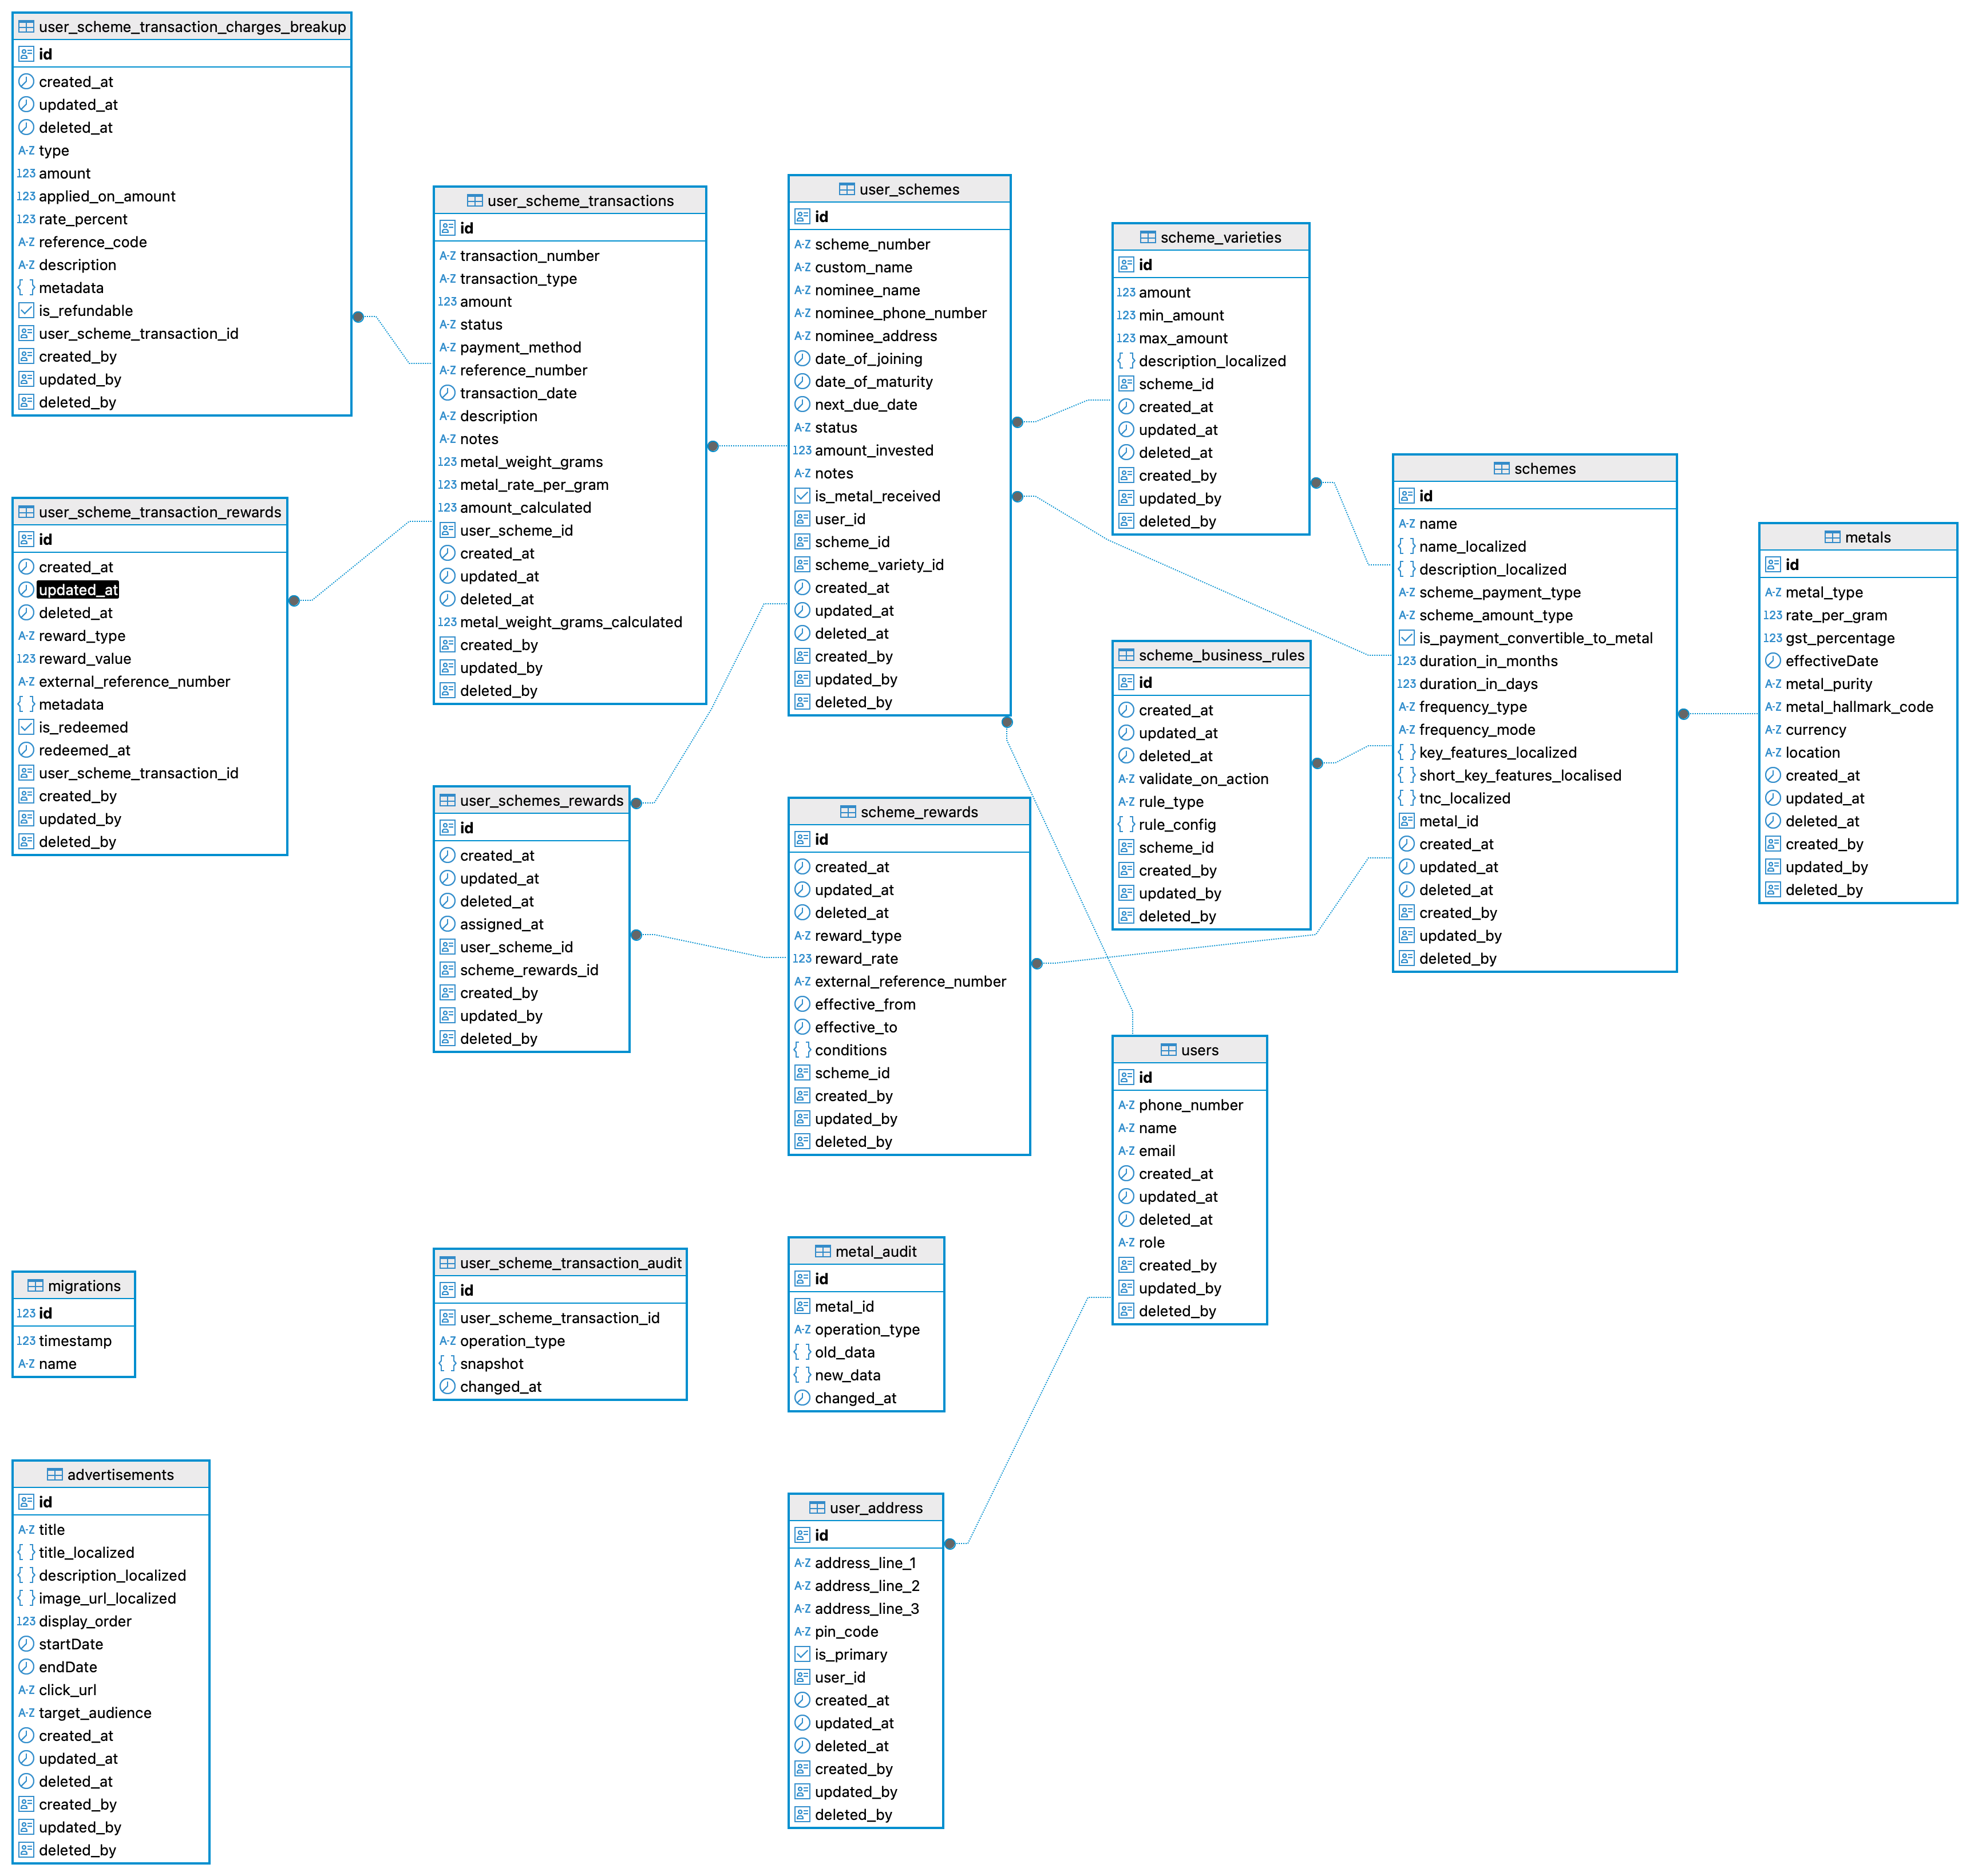 user_scheme_transaction_charges_breakup
id
created_at
updated_at
deleted_at
A-Z type
123 amount
123 applied_on_amount
123 rate_percent
A-Z reference_code
A-Z description
{ } metadata
is_refundable
user_scheme_transaction_id
created_by
updated_by
deleted_by
user_scheme_transaction_rewards
id
created_at
updated_at
deleted_at
A-Z reward_type
123 reward_value
A-Z external_reference_number
{ } metadata
is_redeemed
redeemed_at
user_scheme_transaction_id
created_by
updated_by
deleted_by
user_scheme_transactions
id
A-Z transaction_number
A-Z transaction_type
123 amount
A-Z status
A-Z payment_method
A-Z reference_number
transaction_date
A-Z description
A-Z notes
123 metal_weight_grams
123 metal_rate_per_gram
123 amount_calculated
user_scheme_id
created_at
updated_at
deleted_at
123 metal_weight_grams_calculated
created_by
updated_by
deleted_by
user_schemes_rewards
id
created_at
updated_at
deleted_at
assigned_at
user_scheme_id
scheme_rewards_id
created_by
updated_by
deleted_by
user_schemes
id
A-Z scheme_number
A-Z custom_name
A-Z nominee_name
A-Z nominee_phone_number
A-Z nominee_address
date_of_joining
date_of_maturity
next_due_date
A-Z status
123 amount_invested
A-Z notes
is_metal_received
user_id
scheme_id
scheme_variety_id
created_at
updated_at
deleted_at
created_by
updated_by
deleted_by
scheme_rewards
id
created_at
updated_at
deleted_at
A-Z reward_type
123 reward_rate
A-Z external_reference_number
effective_from
effective_to
{ } conditions
scheme_id
created_by
updated_by
deleted_by
scheme_varieties
id
123 amount
123 min_amount
123 max_amount
{ } description_localized
scheme_id
created_at
updated_at
deleted_at
created_by
updated_by
deleted_by
scheme_business_rules
id
created_at
updated_at
deleted_at
A-Z validate_on_action
A-Z rule_type
{ } rule_config
scheme_id
created_by
updated_by
deleted_by
schemes
id
A-Z name
{ } name_localized
{ } description_localized
A-Z scheme_payment_type
A-Z scheme_amount_type
is_payment_convertible_to_metal
123 duration_in_months
123 duration_in_days
A-Z frequency_type
A-Z frequency_mode
{ } key_features_localized
{ } short_key_features_localised
{ } tnc_localized
metal_id
created_at
updated_at
deleted_at
created_by
updated_by
deleted_by
metals
id
A-Z metal_type
123 rate_per_gram
123 gst_percentage
effectiveDate
A-Z metal_purity
A-Z metal_hallmark_code
A-Z currency
A-Z location
created_at
updated_at
deleted_at
created_by
updated_by
deleted_by
users
id
A-Z phone_number
A-Z name
A-Z email
created_at
updated_at
deleted_at
A-Z role
created_by
updated_by
deleted_by
migrations
123 id
123 timestamp
A-Z name
user_scheme_transaction_audit
id
user_scheme_transaction_id
A-Z operation_type
{ } snapshot
changed_at
metal_audit
id
metal_id
A-Z operation_type
{ } old_data
{ } new_data
changed_at
advertisements
id
A-Z title
{ } title_localized
{ } description_localized
{ } image_url_localized
123 display_order
startDate
endDate
A-Z click_url
A-Z target_audience
created_at
updated_at
deleted_at
created_by
updated_by
deleted_by
user_address
id
A-Z address_line_1
A-Z address_line_2
A-Z address_line_3
A-Z pin_code
is_primary
user_id
created_at
updated_at
deleted_at
created_by
updated_by
deleted_by